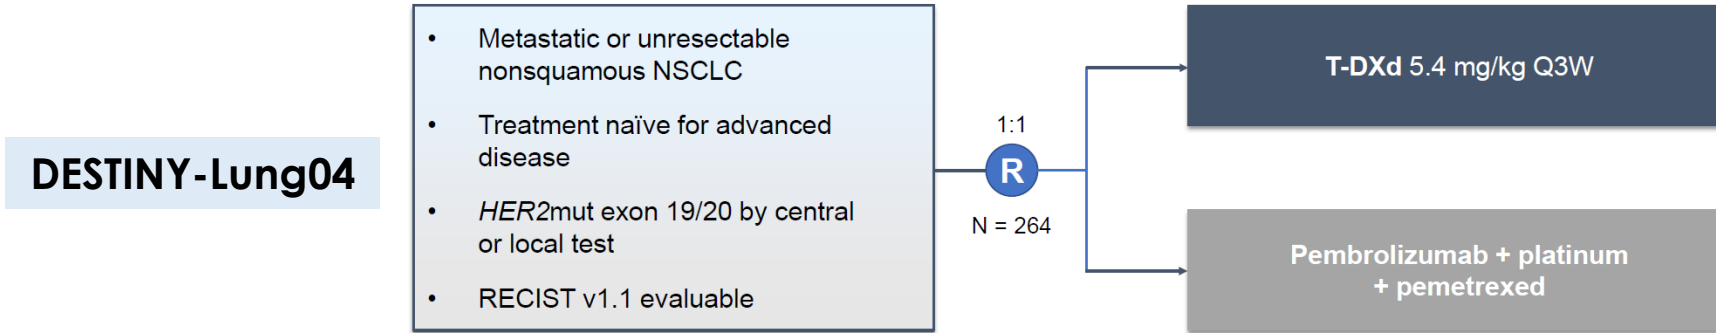 DESTINY-Lung04
• Metastatic or unresectable
nonsquamous NSCLC
• Treatment naïve for advanced
disease
• HER2mut exon 19/20 by central
or local test
• RECIST v1.1 evaluable
1:1
R
N = 264
T-DXd 5.4 mg/kg Q3W
Pembrolizumab + platinum
+ pemetrexed